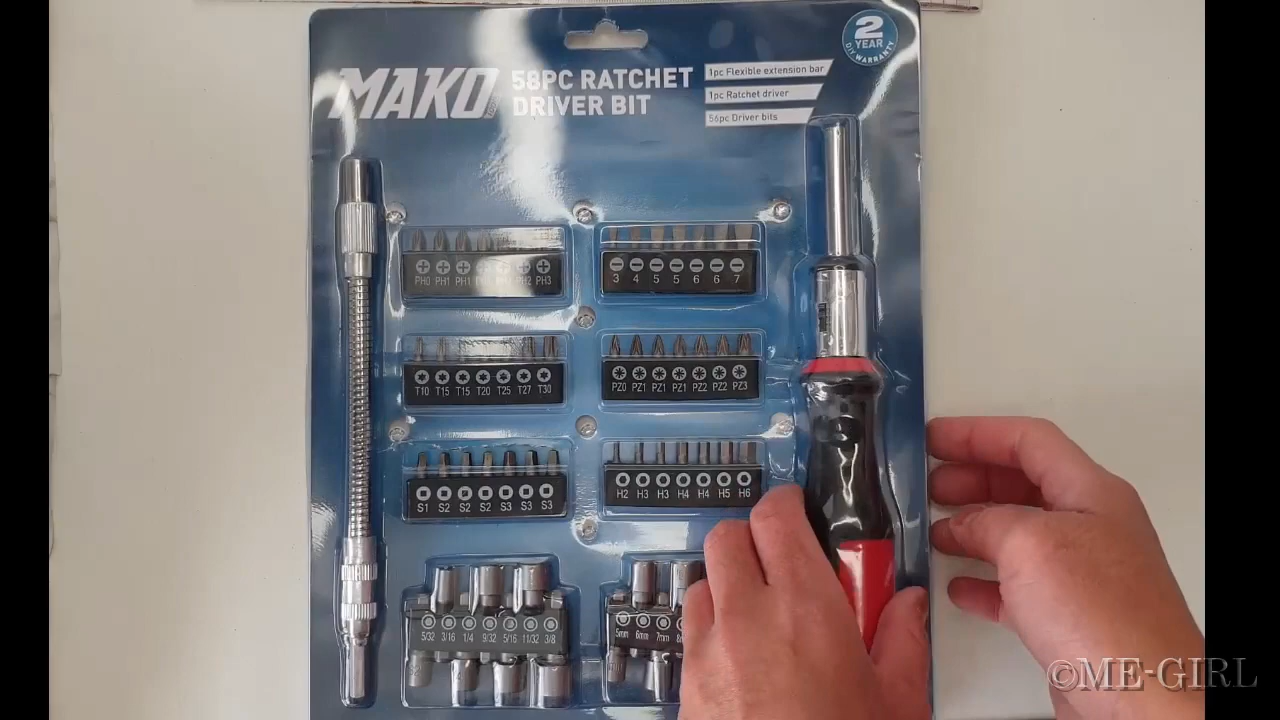 2
YEAR
DIY WARRANTY
MAKO
58PC RATCHET
DRIVER BIT
1pc Flexible extension bar
1pc Ratchet driver
56pc Driver bits
PH0 PH1 PH1 PH2 PH3
3 4 5 5 6 6 7
T10 T15 T15 T20 T25 T27 T30
PZ0 PZ1 PZ1 PZ1 PZ2 PZ2 PZ3
S1 S2 S2 S2 S3 S3 S3
H2 H3 H3 H4 H4 H5 H6
5/32 3/16 1/4 9/32 5/16 11/32 3/8
5mm 6mm 7mm
©ME-GIRL